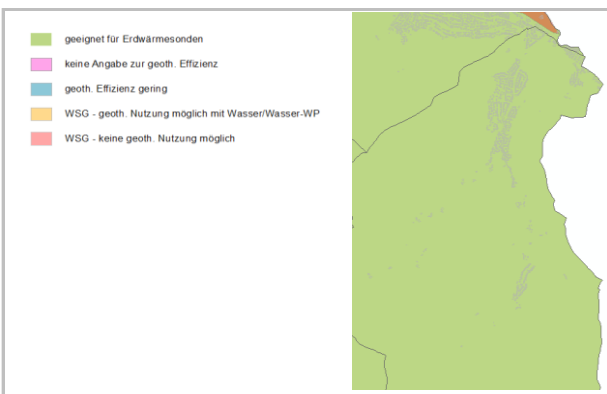 geeignet für Erdwärmesonden
keine Angabe zur geoth. Effizienz
geoth. Effizienz gering
WSG - geoth. Nutzung möglich mit Wasser/Wasser-WP
WSG - keine geoth. Nutzung möglich